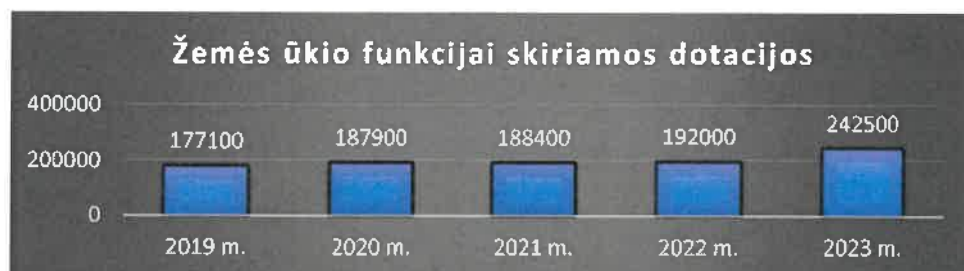 Žemės ūkio funkcijai skiriamos dotacijos
400000
200000
0
177100 187900 188400 192000 242500
2019 m. 2020 m. 2021 m. 2022 m. 2023 m.